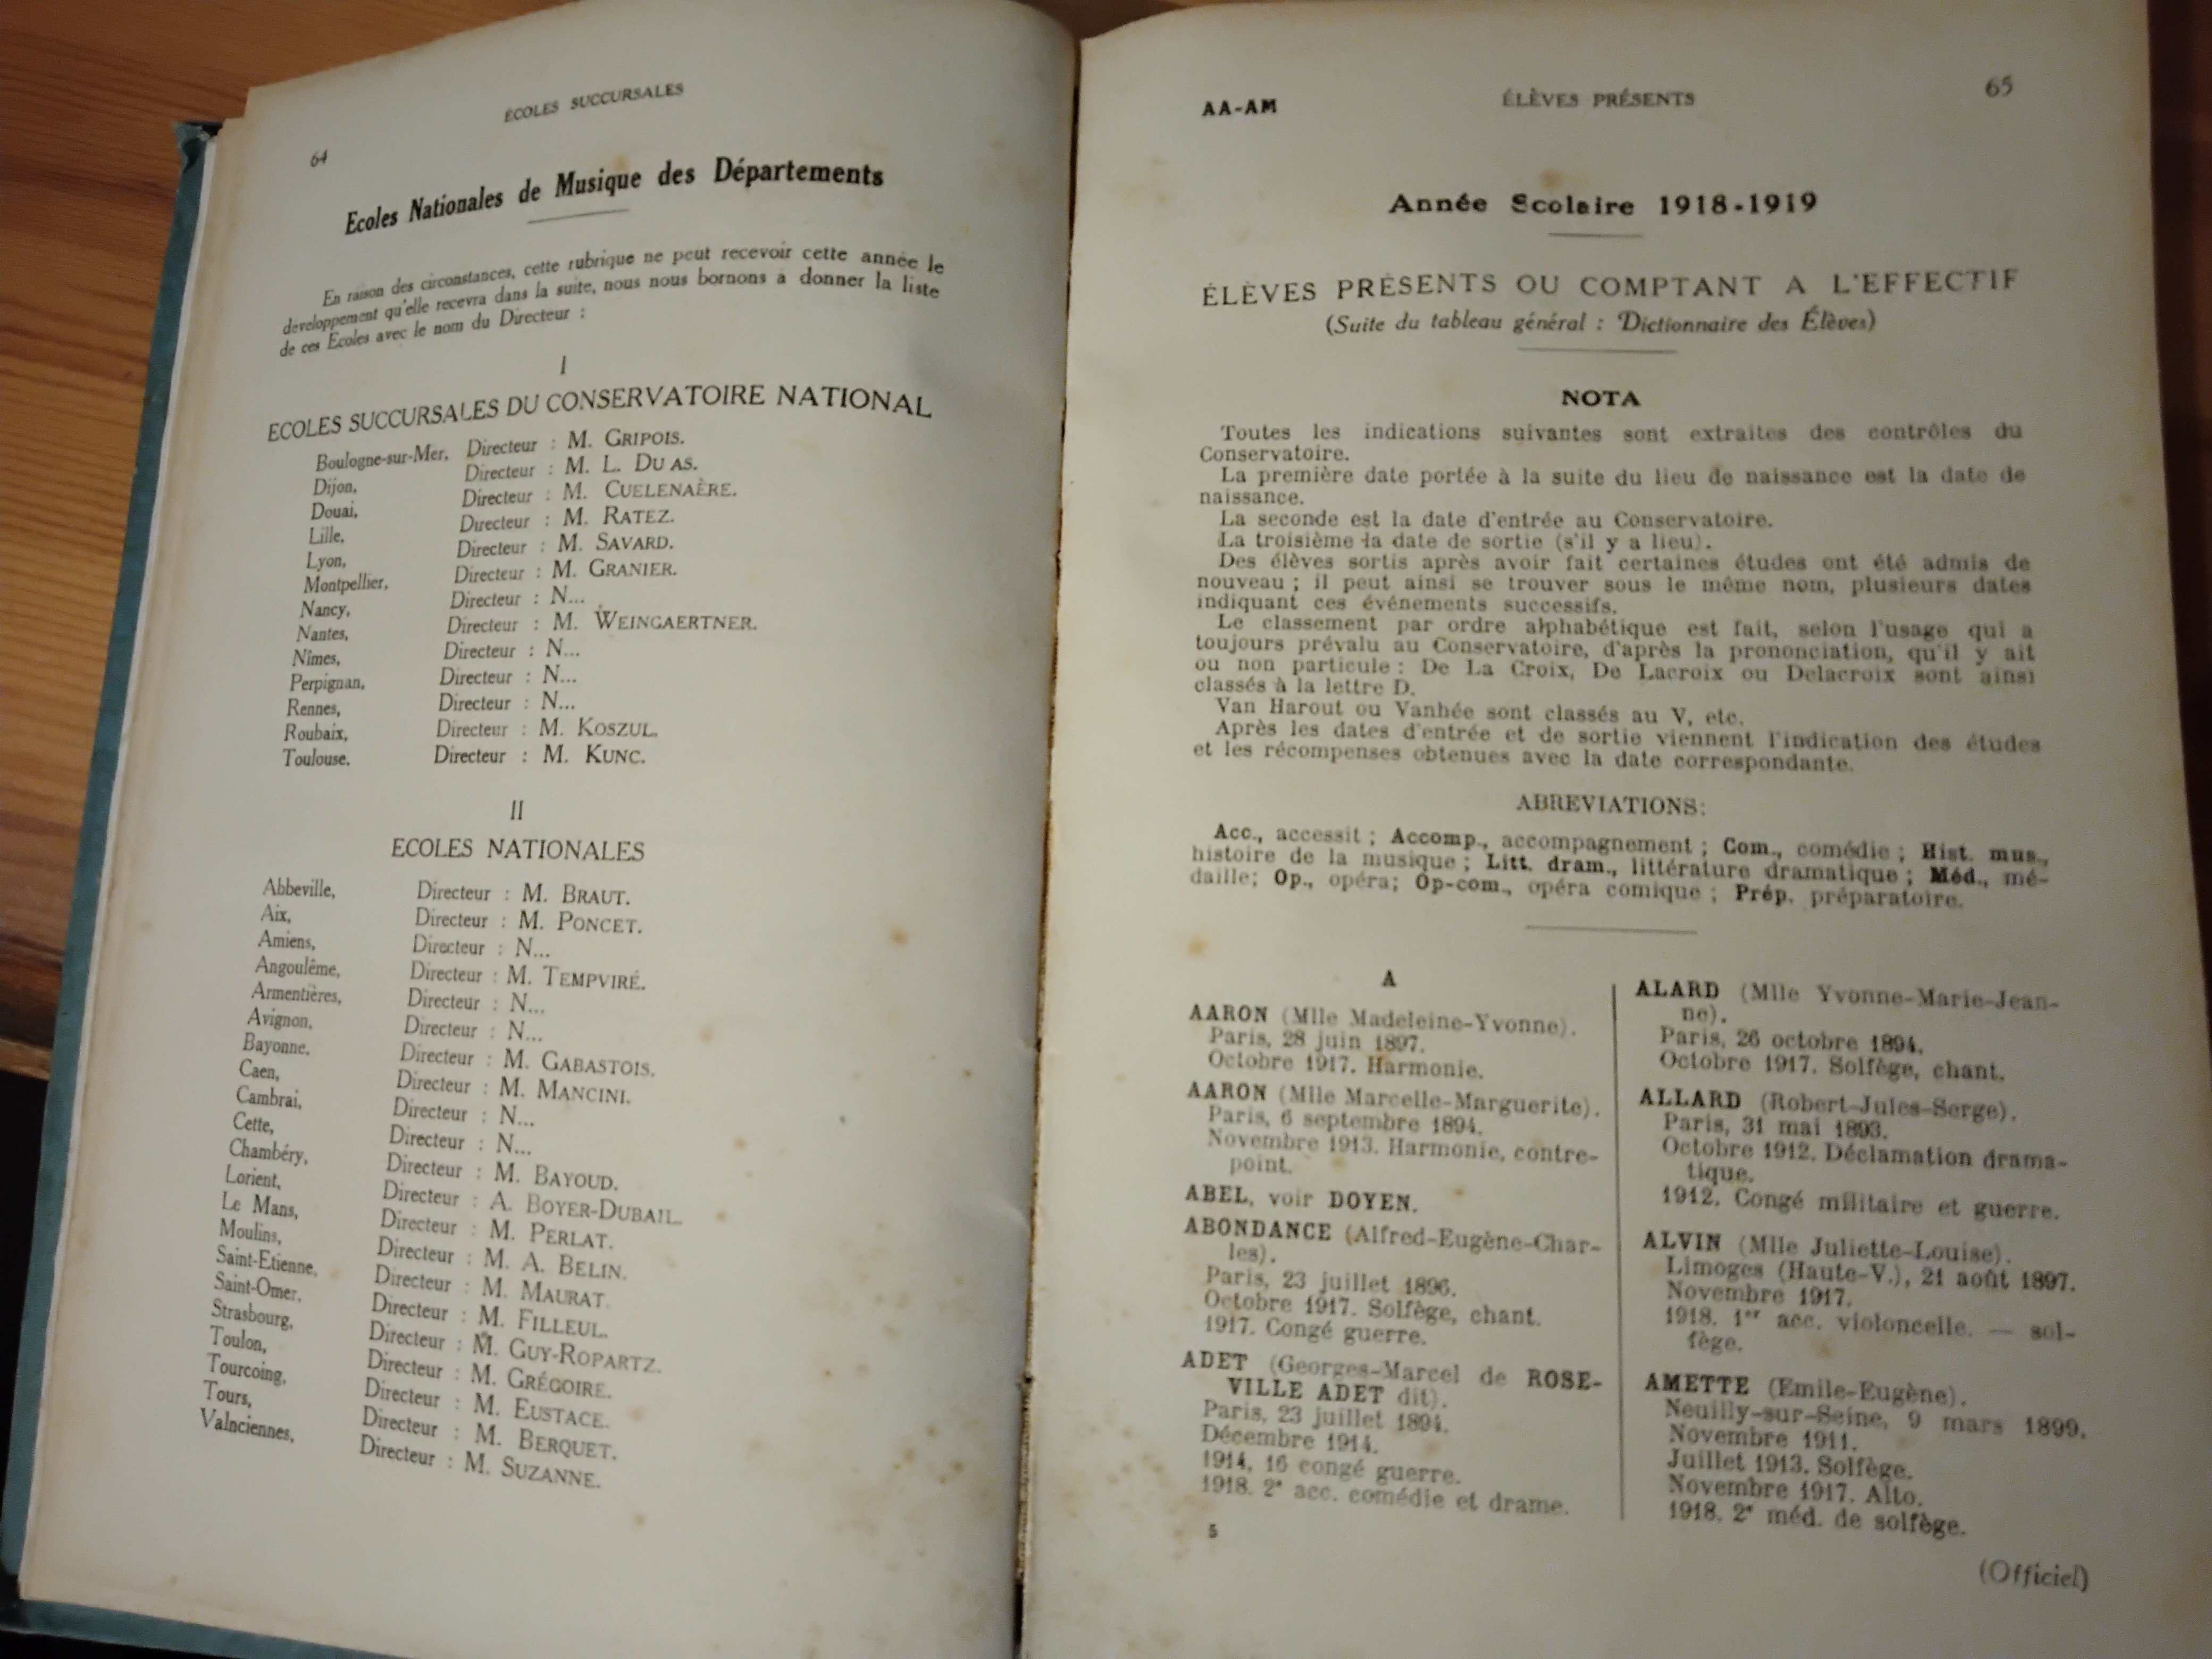 ÉCOLES SUCCURSALES
64
Ecoles Nationales de Musique des Départements
En raison des circonstances, cette rubrique ne peut recevoir cette année le
développement qu'elle recevra dans la suite, nous nous bornons à donner la liste
de ces Ecoles avec le nom du Directeur :
I
ECOLES SUCCURSALES DU CONSERVATOIRE NATIONAL
Boulogne-sur-Mer, Directeur : M. GRIPOIS.
Dijon, Directeur : M. L. DU AS.
Douai, Directeur : M. CUELENAÈRE.
Lille, Directeur : M. RATEZ.
Lyon, Directeur : M. SAVARD.
Montpellier, Directeur : M. GRANIER.
Nancy, Directeur : N...
Nantes, Directeur : M. WEINGAERTNER.
Nîmes, Directeur : N...
Perpignan, Directeur : N...
Rennes, Directeur : N...
Roubaix, Directeur : M. KOSZUL.
Toulouse. Directeur : M. KUNC.
II
ECOLES NATIONALES
Abbeville, Directeur : M. BRAUT.
Aix, Directeur : M. PONCET.
Amiens, Directeur : N...
Angoulême, Directeur : M. TEMPVIRÉ.
Armentières, Directeur : N...
Avignon, Directeur : N...
Bayonne, Directeur : M. GABASTOIS.
Caen, Directeur : M. MANCINI.
Cambrai, Directeur : N...
Cette, Directeur : N...
Chambéry, Directeur : M. BAYOUD.
Lorient, Directeur : A. BOYER-DUBAIL.
Le Mans, Directeur : M. PERLAT.
Moulins, Directeur : M. A. BELIN.
Saint-Etienne, Directeur : M. MAURAT.
Saint-Omer, Directeur : M. FILLEUL.
Strasbourg, Directeur : M. GUY-ROPARTZ.
Toulon, Directeur : M. GRÉGOIRE.
Tourcoing, Directeur : M. EUSTACE.
Tours, Directeur : M. BERQUET.
Valnciennes, Directeur : M. SUZANNE.
AA-AM ÉLÈVES PRÉSENTS 65
Année Scolaire 1918-1919
ÉLÈVES PRÉSENTS OU COMPTANT A L'EFFECTIF
(Suite du tableau général : Dictionnaire des Élèves)
NOTA
Toutes les indications suivantes sont extraites des contrôles du
Conservatoire.
La première date portée à la suite du lieu de naissance est la date de
naissance.
La seconde est la date d'entrée au Conservatoire.
La troisième la date de sortie (s'il y a lieu).
Des élèves sortis après avoir fait certaines études ont été admis de
nouveau ; il peut ainsi se trouver sous le même nom, plusieurs dates
indiquant ces événements successifs.
Le classement par ordre alphabétique est fait, selon l'usage qui a
toujours prévalu au Conservatoire, d'après la prononciation, qu'il y ait
ou non particule : De La Croix, De Lacroix ou Delacroix sont ainsi
classés à la lettre D.
Van Harout ou Vanhée sont classés au V, etc.
Après les dates d'entrée et de sortie viennent l'indication des études
et les récompenses obtenues avec la date correspondante.
ABREVIATIONS:
Acc., accessit ; Accomp., accompagnement ; Com., comédie ; Hist. mus.,
histoire de la musique ; Litt. dram., littérature dramatique ; Méd., mé-
daille; Op., opéra; Op-com., opéra comique ; Prép. préparatoire.
A
AARON (Mlle Madeleine-Yvonne).
Paris, 28 juin 1897.
Octobre 1917. Harmonie.
AARON (Mlle Marcelle-Marguerite).
Paris, 6 septembre 1894.
Novembre 1913. Harmonie, contre-
point.
ABEL, voir DOYEN.
ABONDANCE (Alfred-Eugène-Char-
les).
Paris, 23 juillet 1896.
Octobre 1917. Solfège, chant.
1917. Congé guerre.
ADET (Georges-Marcel de ROSE-
VILLE ADET dit).
Paris, 23 juillet 1894.
Décembre 1914.
1914, 16 congé guerre.
1918. 2e acc. comédie et drame.
5
ALARD (Mlle Yvonne-Marie-Jean-
ne).
Paris, 26 octobre 1894.
Octobre 1917. Solfège, chant.
ALLARD (Robert-Jules-Serge).
Paris, 31 mai 1893.
Octobre 1912. Déclamation drama-
tique.
1912. Congé militaire et guerre.
ALVIN (Mlle Juliette-Louise).
Limoges (Haute-V.), 21 août 1897.
Novembre 1917.
1918. 1er acc. violoncelle. — sol-
fège.
AMETTE (Emile-Eugène).
Neuilly-sur-Seine, 9 mars 1899.
Novembre 1911.
Juillet 1913. Solfège.
Novembre 1917. Alto.
1918. 2e méd. de solfège.
(Officiel)